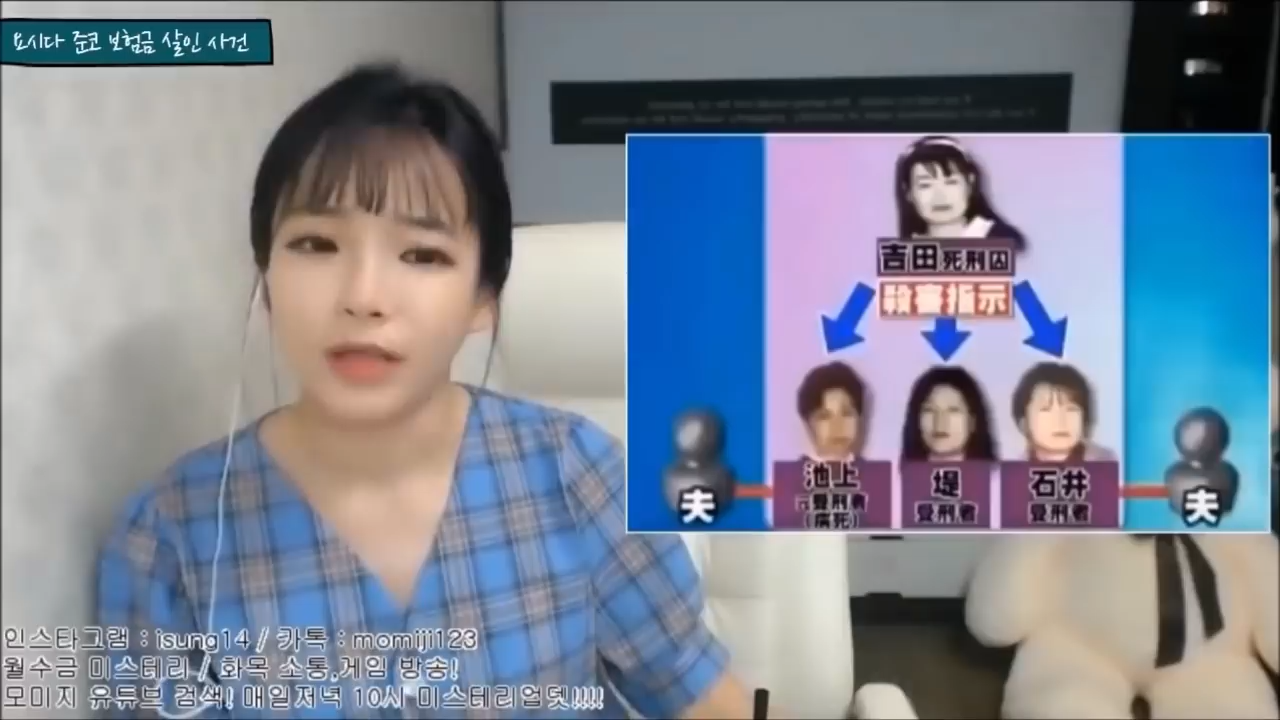 요시다 준코 보험금 살인 사건
吉田死刑囚
殺害指示
池上
元受刑者
(病死)
堤
受刑者
石井
受刑者
夫
夫
인스타그램 : isung14 / 카톡 : momiji123
월수금 미스테리 / 화목 소통,게임 방송!
모미지 유튜브 검색! 매일저녁 10시 미스테리업뎃!!!!